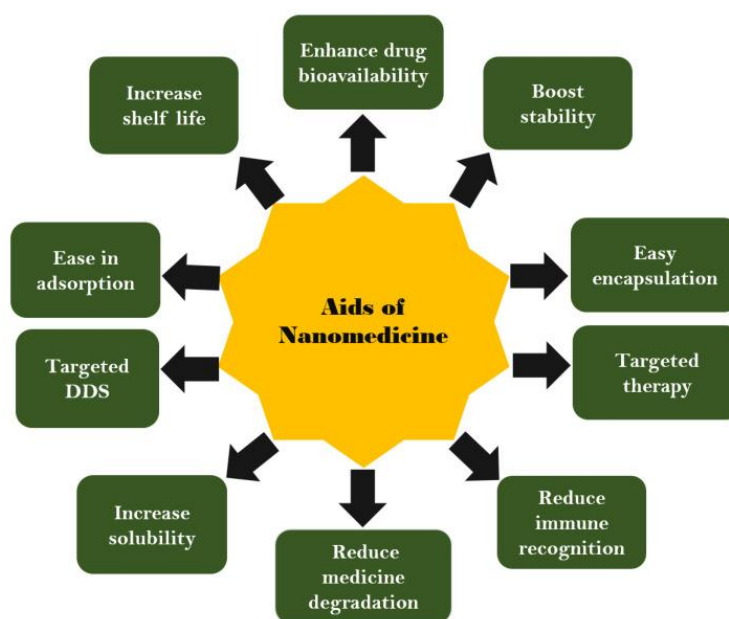 Enhance drug
bioavailability
Increase
shelf life
Boost
stability
Ease in
adsorption
Easy
encapsulation
Aids of
Nanomedicine
Targeted
DDS
Targeted
therapy
Increase
solubility
Reduce
immune
recognition
Reduce
medicine
degradation